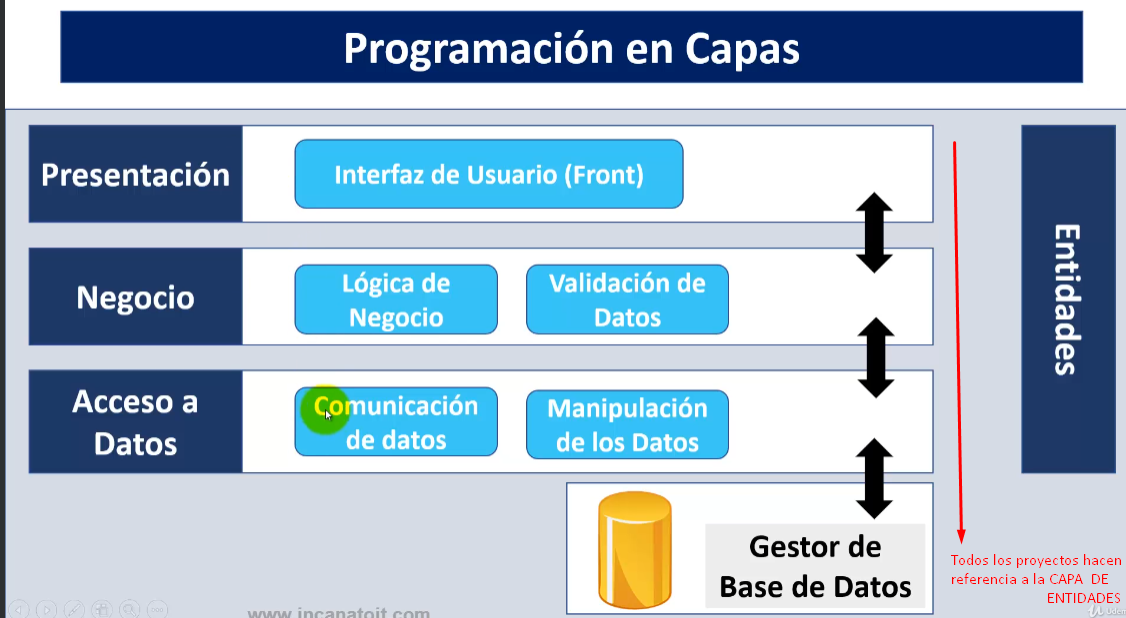 Programación en Capas
Presentación
Interfaz de Usuario (Front)
Negocio
Lógica de
Negocio
Validación de
Datos
Acceso a
Datos
Comunicación
de datos
Manipulación
de los Datos
Entidades
Gestor de
Base de Datos
Todos los proyectos hacen
referencia a la CAPA DE
ENTIDADES
www.incanatoit.com